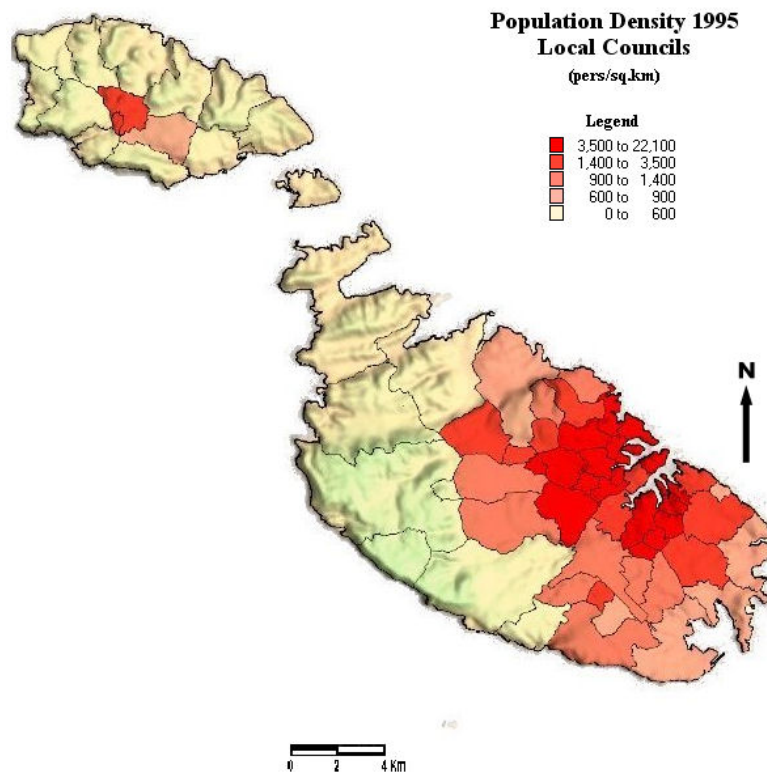 Population Density 1995
Local Councils
(pers/sq.km)
Legend
3,500 to 22,100
1,400 to 3,500
900 to 1,400
600 to 900
0 to 600
N
0 2 4 Km